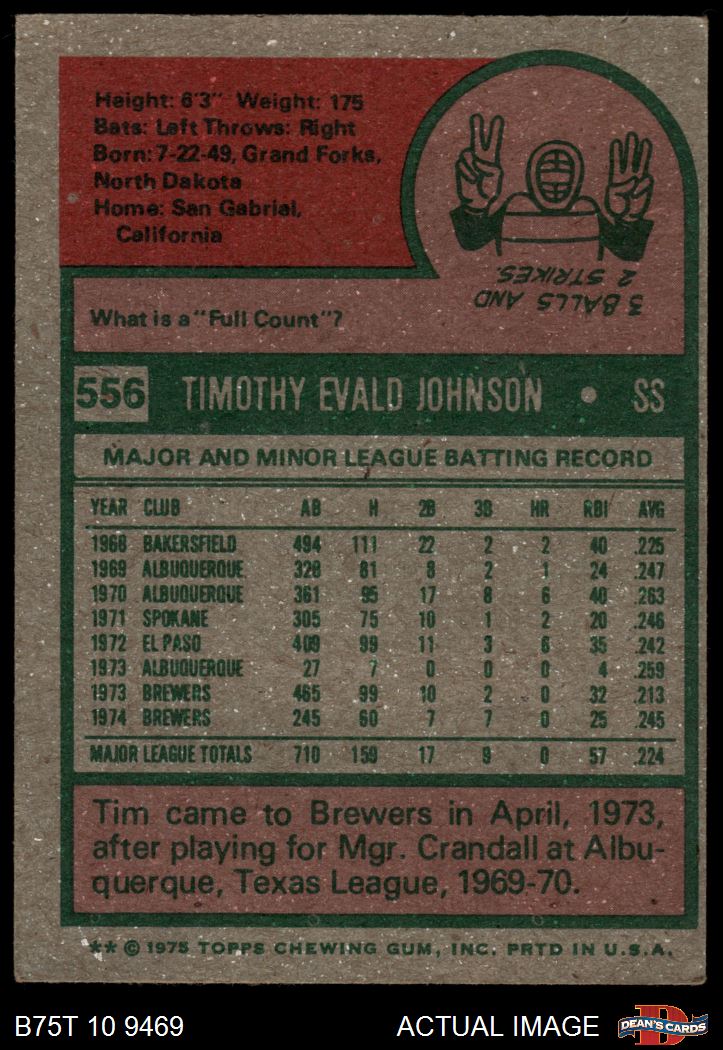 Height: 6'3" Weight: 175
Bats: Left Throws: Right
Born: 7-22-49, Grand Forks,
North Dakota
Home: San Gabrial,
California
3 BALLS AND
2 STRIKES.
What is a "Full Count"?
556 TIMOTHY EVALD JOHNSON • SS
MAJOR AND MINOR LEAGUE BATTING RECORD
YEAR CLUB AB H 2B 3B HR RBI AVG
1968 BAKERSFIELD 494 111 22 2 2 40 .225
1969 ALBUQUERQUE 328 81 8 2 1 24 .247
1970 ALBUQUERQUE 361 95 17 8 6 40 .263
1971 SPOKANE 305 75 10 1 2 20 .246
1972 EL PASO 409 99 11 3 6 35 .242
1973 ALBUQUERQUE 27 7 0 0 0 4 .259
1973 BREWERS 465 99 10 2 0 32 .213
1974 BREWERS 245 60 7 7 0 25 .245
MAJOR LEAGUE TOTALS 710 159 17 9 0 57 .224
Tim came to Brewers in April, 1973,
after playing for Mgr. Crandall at Albu-
querque, Texas League, 1969-70.
** © 1975 TOPPS CHEWING GUM, INC. PRTD IN U.S.A.
B75T 10 9469 ACTUAL IMAGE DEAN'S CARDS